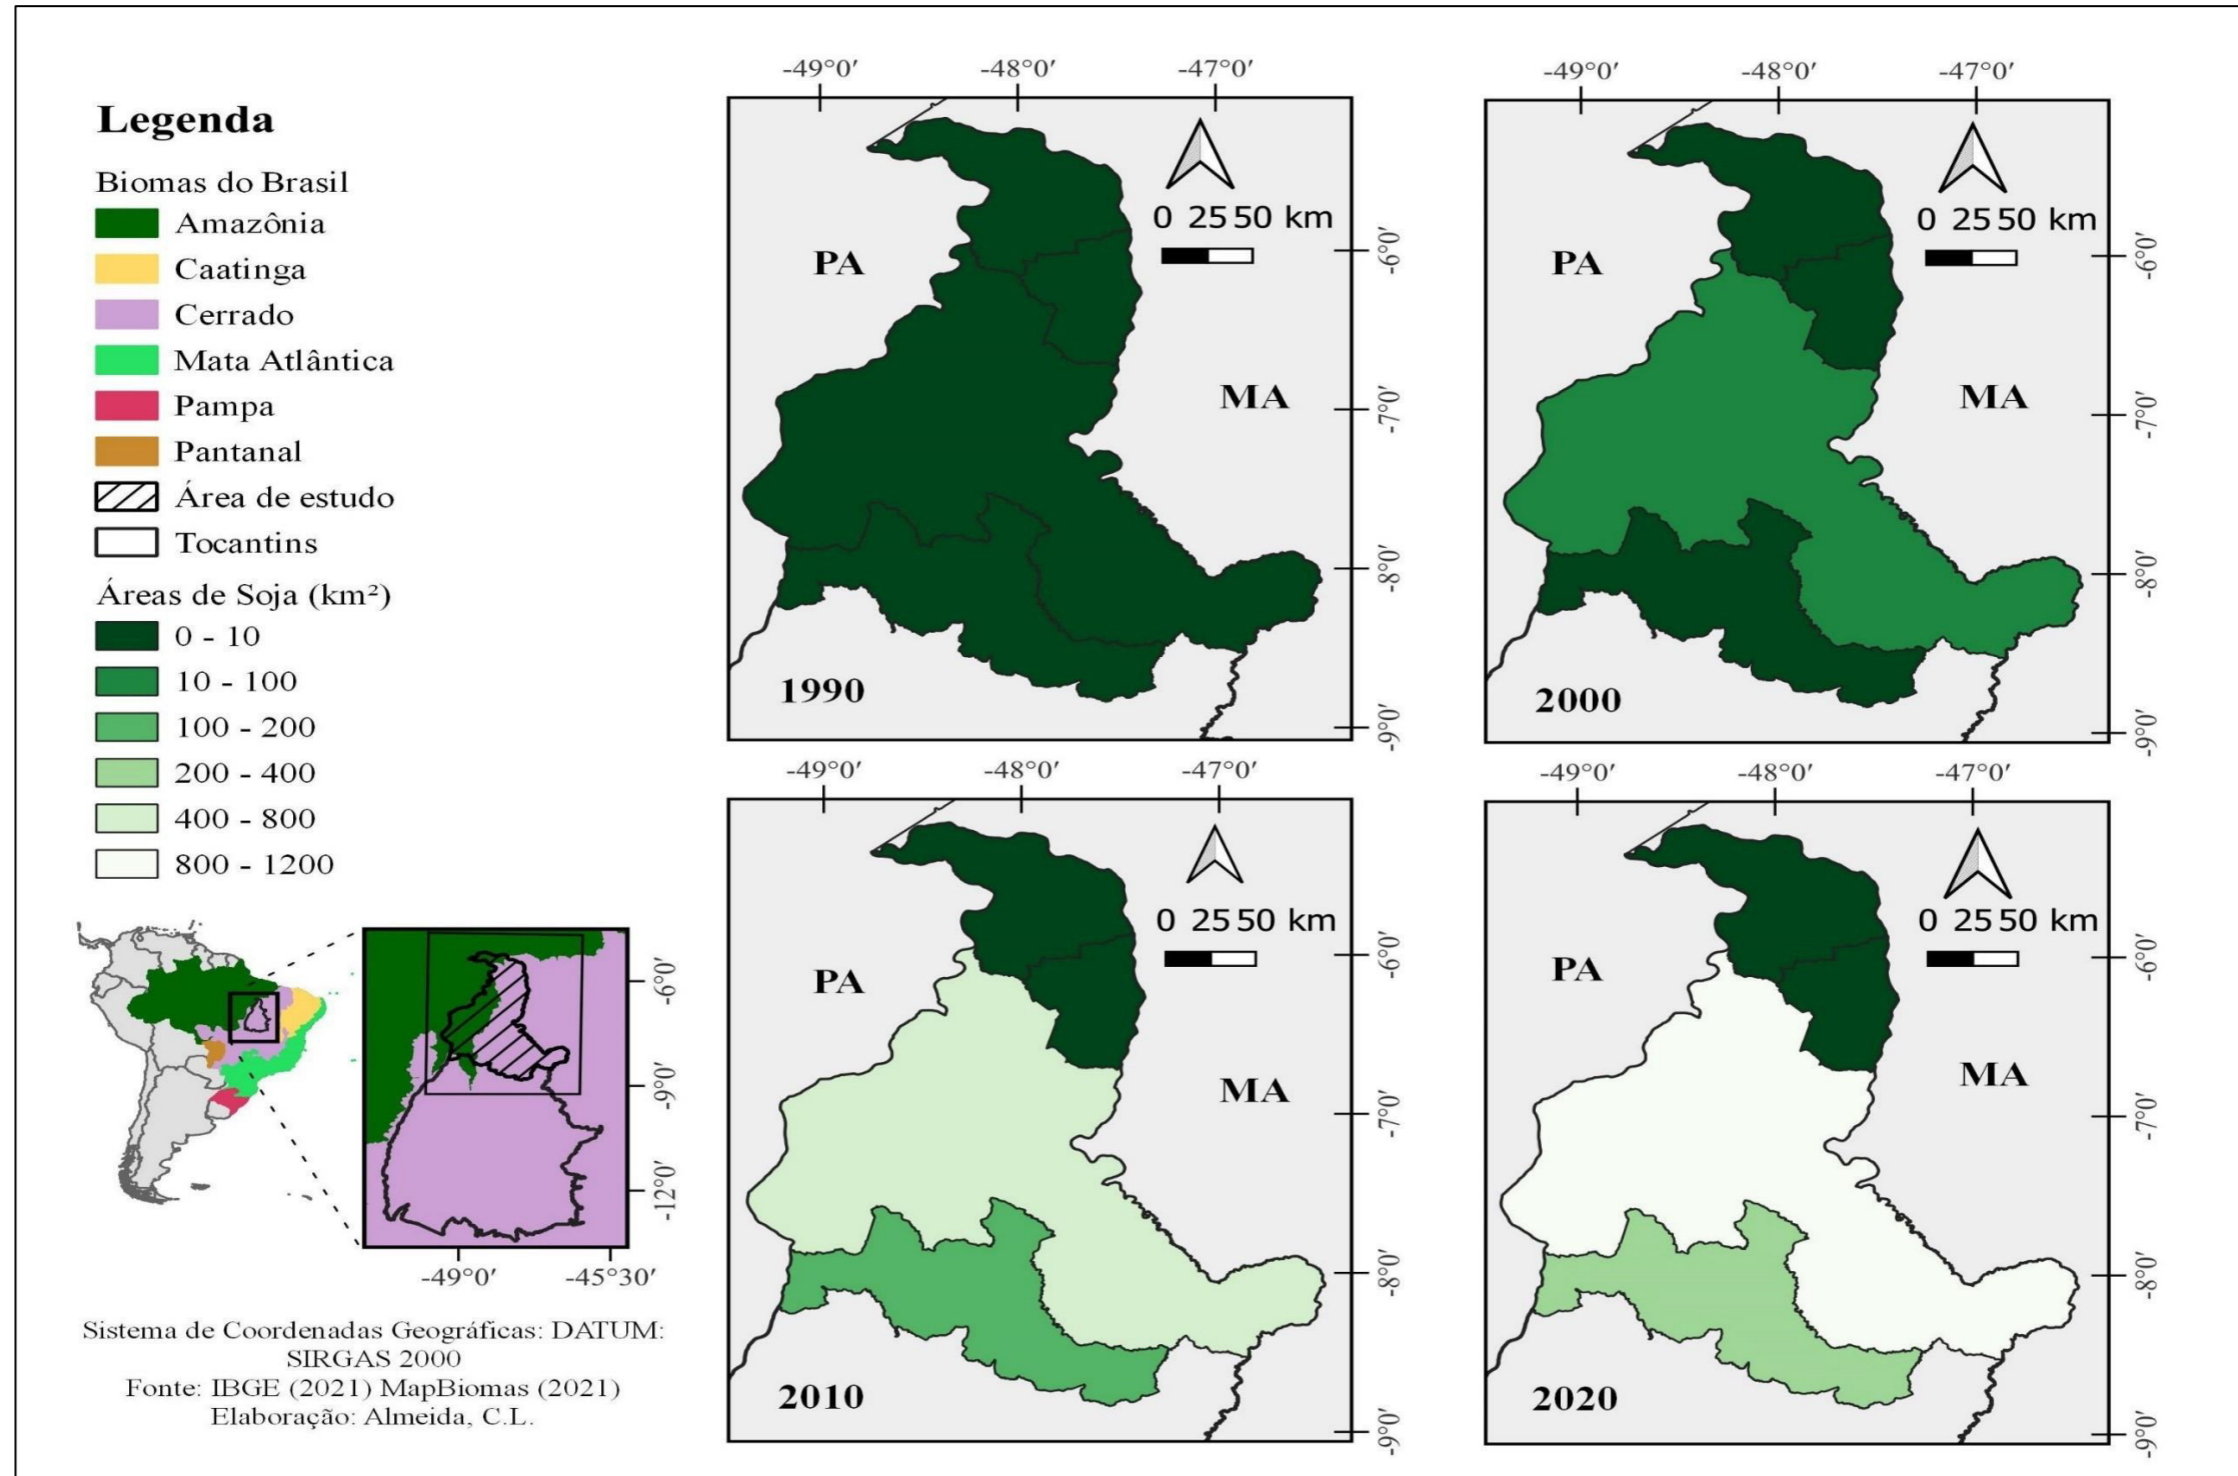 Legenda
Biomas do Brasil
Amazônia
Caatinga
Cerrado
Mata Atlântica
Pampa
Pantanal
Área de estudo
Tocantins
Áreas de Soja (km²)
0 - 10
10 - 100
100 - 200
200 - 400
400 - 800
800 - 1200
-6°0′
-9°0′
-12°0′
-49°0′
-45°30′
Sistema de Coordenadas Geográficas: DATUM:
SIRGAS 2000
Fonte: IBGE (2021) MapBiomas (2021)
Elaboração: Almeida, C.L.
-49°0′
-48°0′
-47°0′
0 25 50 km
PA
MA
1990
-6°0′
-7°0′
-8°0′
-9°0′
-49°0′
-48°0′
-47°0′
0 25 50 km
PA
MA
2000
-6°0′
-7°0′
-8°0′
-9°0′
-49°0′
-48°0′
-47°0′
0 25 50 km
PA
MA
2010
-6°0′
-7°0′
-8°0′
-9°0′
-49°0′
-48°0′
-47°0′
0 25 50 km
PA
MA
2020
-6°0′
-7°0′
-8°0′
-9°0′